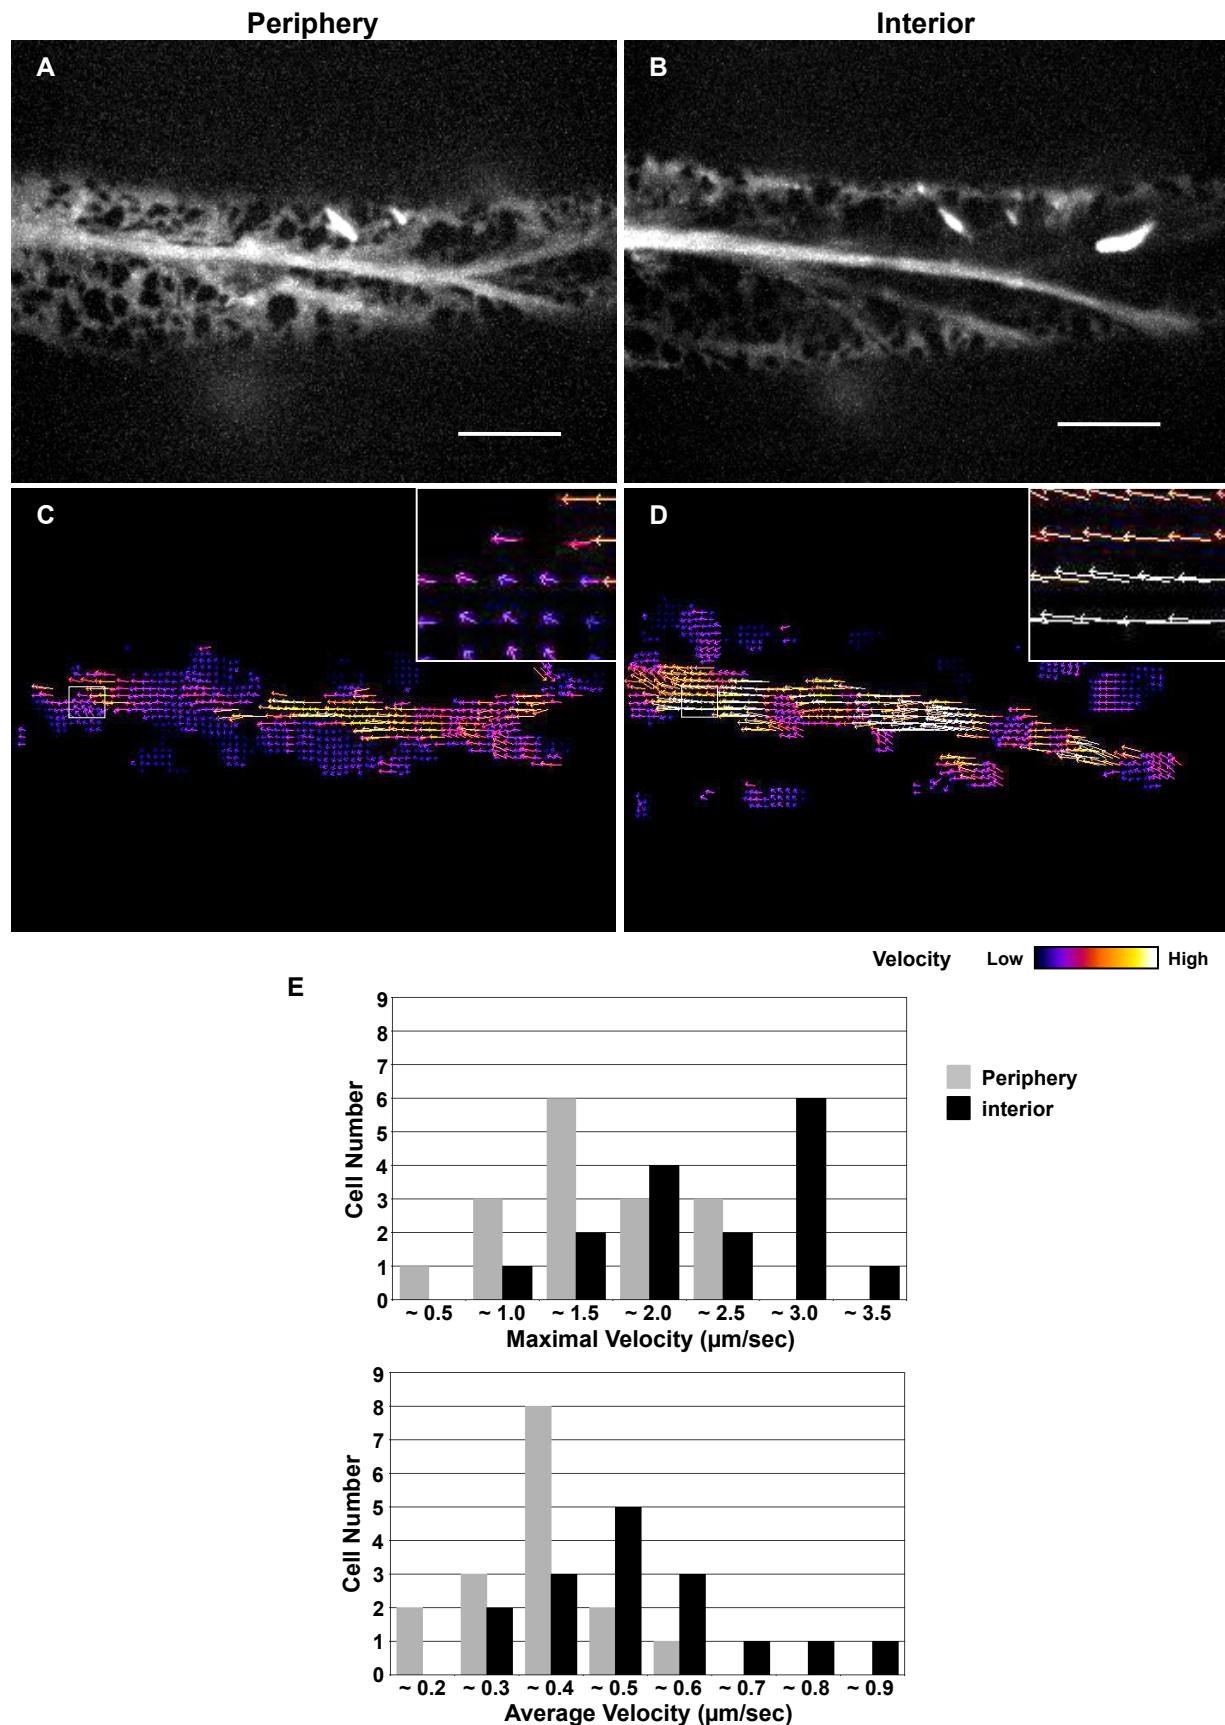 Periphery
Interior
A
B
C
D
Velocity Low High
E
9
8
7
6
5
4
3
2
1
0
Cell Number
~ 0.5 ~ 1.0 ~ 1.5 ~ 2.0 ~ 2.5 ~ 3.0 ~ 3.5
Maximal Velocity (µm/sec)
Periphery
interior
9
8
7
6
5
4
3
2
1
0
Cell Number
~ 0.2 ~ 0.3 ~ 0.4 ~ 0.5 ~ 0.6 ~ 0.7 ~ 0.8 ~ 0.9
Average Velocity (µm/sec)